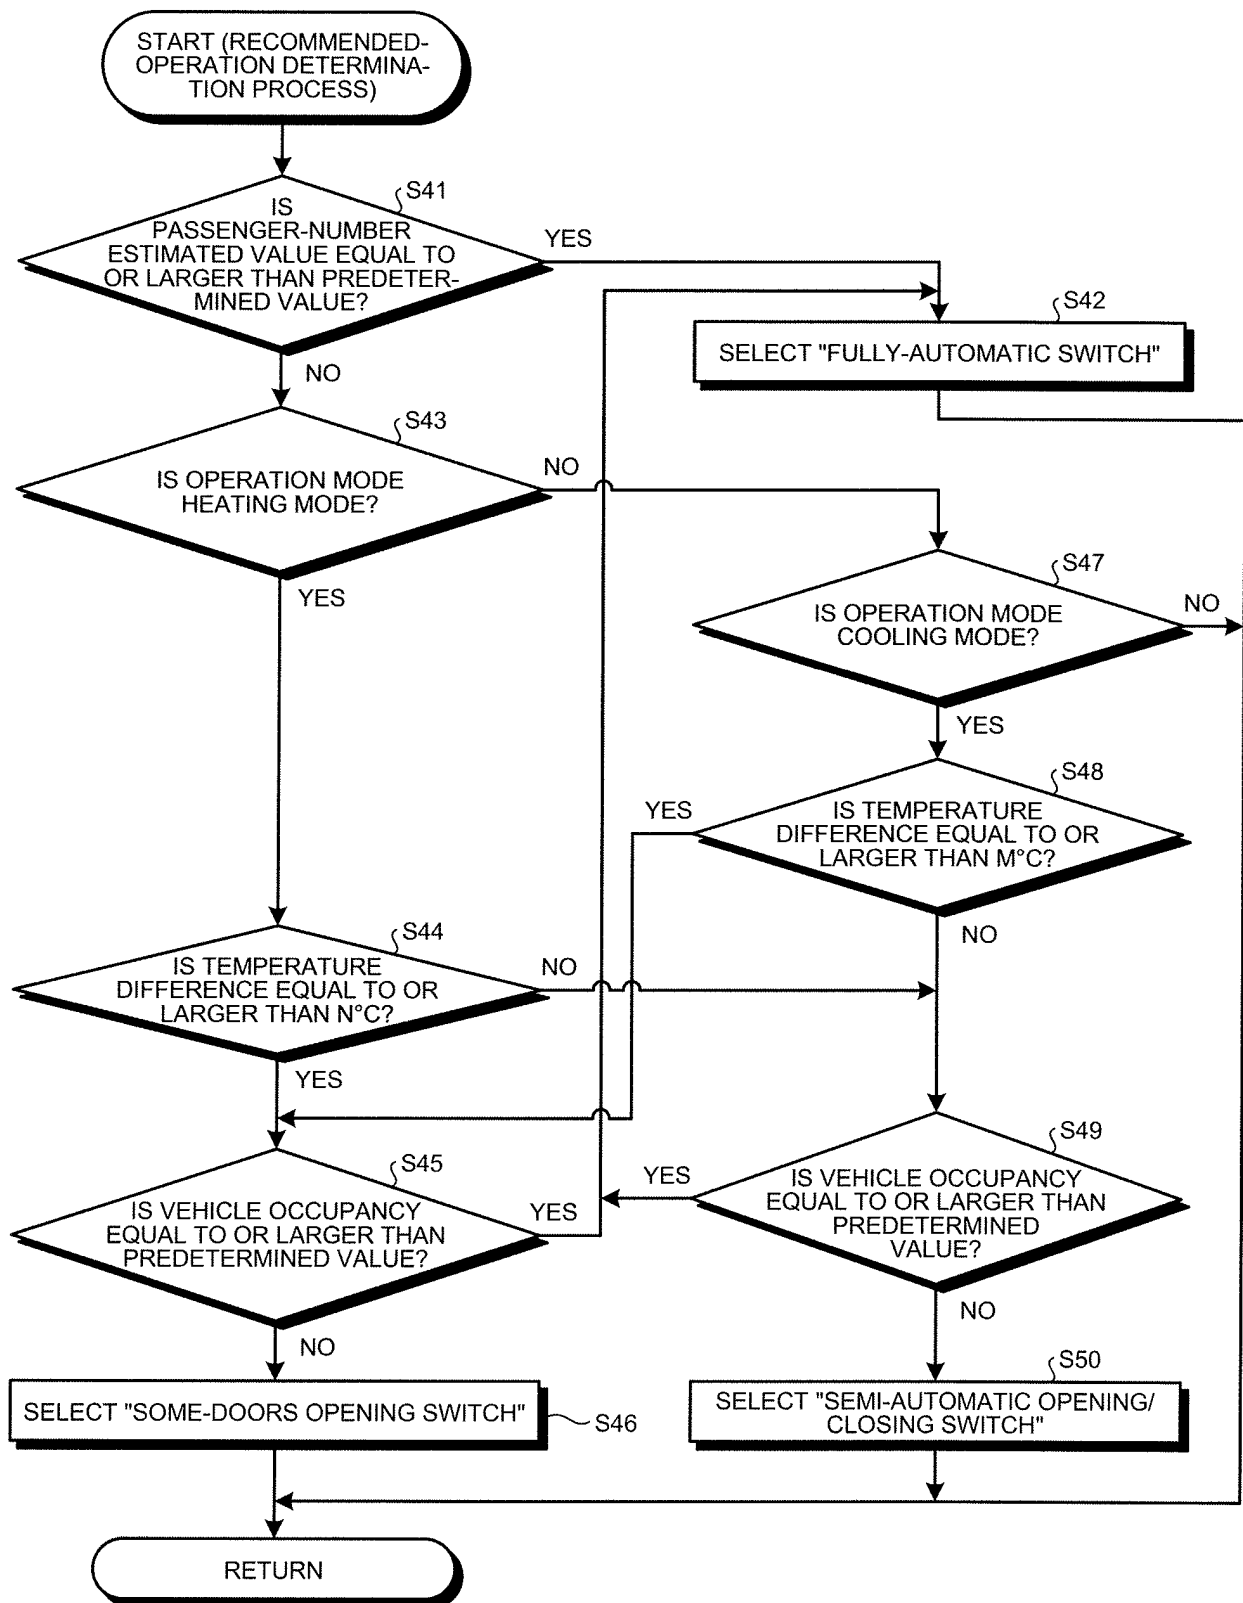 START (RECOMMENDED-
OPERATION DETERMINA-
TION PROCESS)
S41
IS
PASSENGER-NUMBER
ESTIMATED VALUE EQUAL TO
OR LARGER THAN PREDETER-
MINED VALUE?
YES
NO
S42
SELECT "FULLY-AUTOMATIC SWITCH"
S43
IS OPERATION MODE
HEATING MODE?
NO
YES
S47
IS OPERATION MODE
COOLING MODE?
NO
YES
S48
IS TEMPERATURE
DIFFERENCE EQUAL TO OR
LARGER THAN M°C?
YES
NO
S44
IS TEMPERATURE
DIFFERENCE EQUAL TO OR
LARGER THAN N°C?
NO
YES
S45
IS VEHICLE OCCUPANCY
EQUAL TO OR LARGER THAN
PREDETERMINED VALUE?
YES
NO
S49
IS VEHICLE OCCUPANCY
EQUAL TO OR LARGER THAN
PREDETERMINED
VALUE?
YES
NO
SELECT "SOME-DOORS OPENING SWITCH"
S46
S50
SELECT "SEMI-AUTOMATIC OPENING/
CLOSING SWITCH"
RETURN